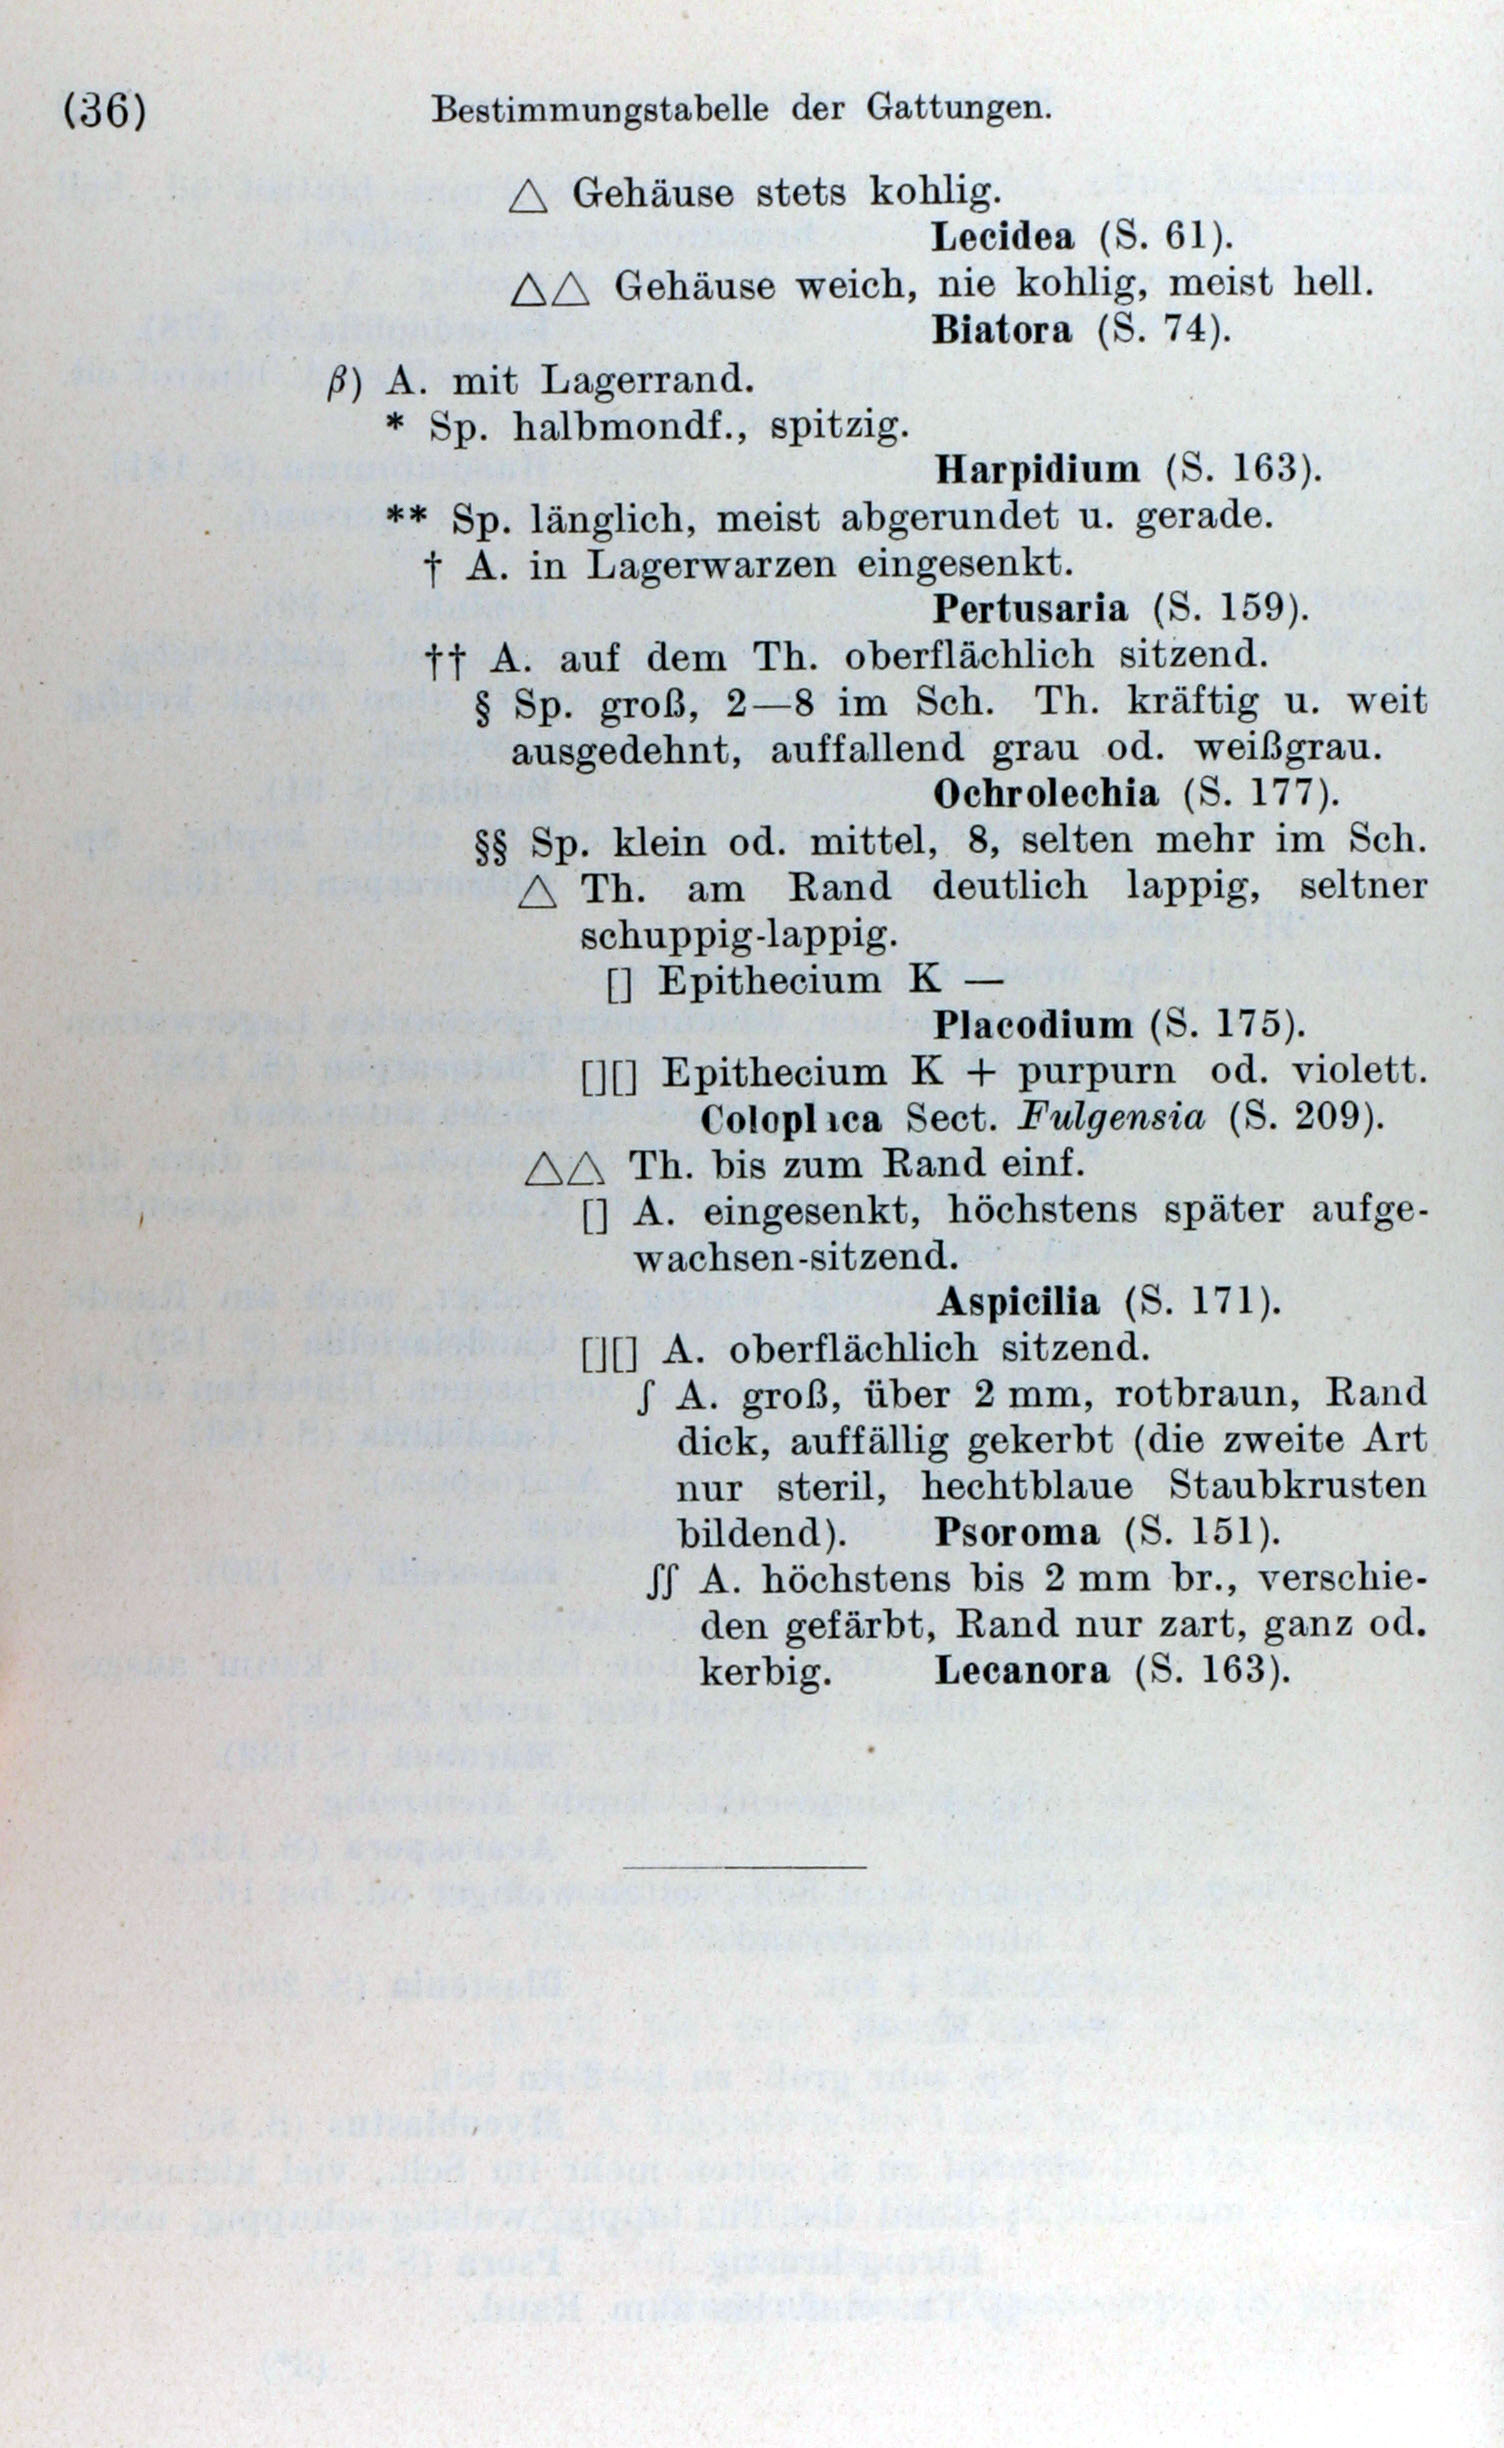 (36) Bestimmungstabelle der Gattungen.
△ Gehäuse stets kohlig.
Lecidea (S. 61).
△△ Gehäuse weich, nie kohlig, meist hell.
Biatora (S. 74).
β) A. mit Lagerrand.
* Sp. halbmondf., spitzig.
Harpidium (S. 163).
** Sp. länglich, meist abgerundet u. gerade.
† A. in Lagerwarzen eingesenkt.
Pertusaria (S. 159).
†† A. auf dem Th. oberflächlich sitzend.
§ Sp. groß, 2—8 im Sch. Th. kräftig u. weit
ausgedehnt, auffallend grau od. weißgrau.
Ochrolechia (S. 177).
§§ Sp. klein od. mittel, 8, selten mehr im Sch.
△ Th. am Rand deutlich lappig, seltner
schuppig-lappig.
[] Epithecium K —
Placodium (S. 175).
[][] Epithecium K + purpurn od. violett.
Coloplıca Sect. Fulgensia (S. 209).
△△ Th. bis zum Rand einf.
[] A. eingesenkt, höchstens später aufge-
wachsen-sitzend.
Aspicilia (S. 171).
[][] A. oberflächlich sitzend.
∫ A. groß, über 2 mm, rotbraun, Rand
dick, auffällig gekerbt (die zweite Art
nur steril, hechtblaue Staubkrusten
bildend). Psoroma (S. 151).
∫∫ A. höchstens bis 2 mm br., verschie-
den gefärbt, Rand nur zart, ganz od.
kerbig. Lecanora (S. 163).